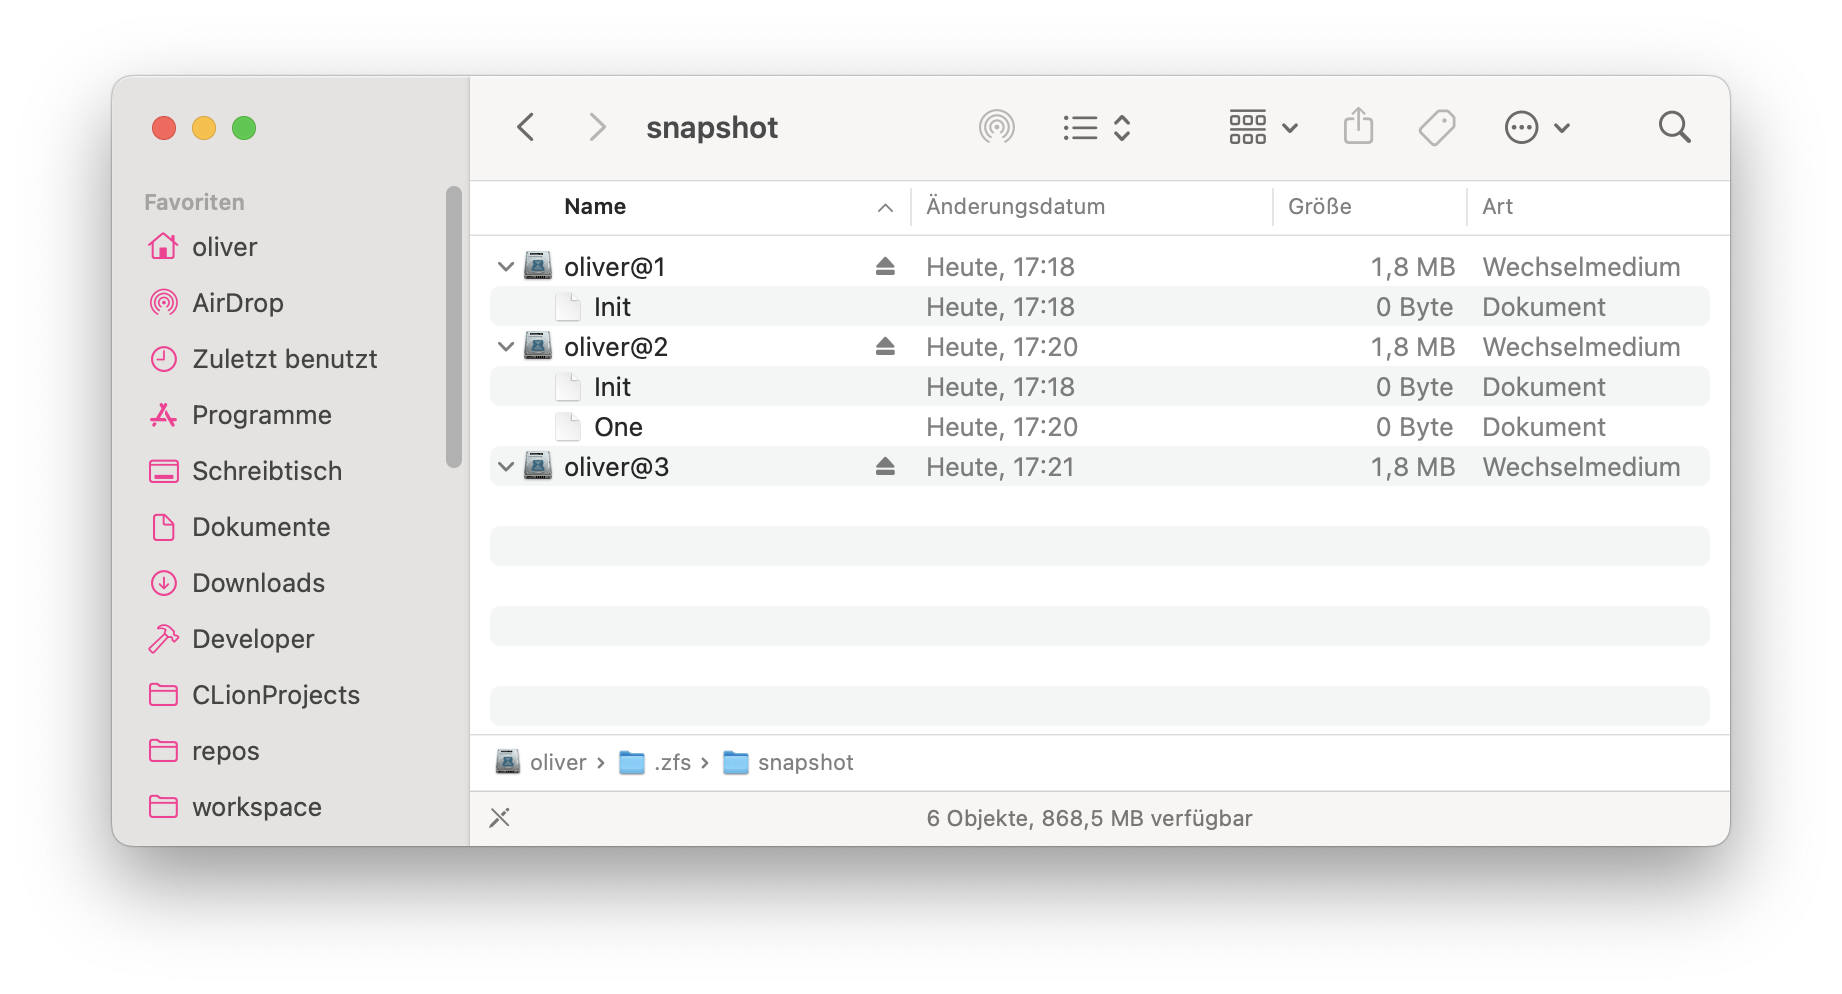 snapshot
Favoriten
oliver
AirDrop
Zuletzt benutzt
Programme
Schreibtisch
Dokumente
Downloads
Developer
CLionProjects
repos
workspace
Name Änderungsdatum Größe Art
oliver@1 Heute, 17:18 1,8 MB Wechselmedium
Init Heute, 17:18 0 Byte Dokument
oliver@2 Heute, 17:20 1,8 MB Wechselmedium
Init Heute, 17:18 0 Byte Dokument
One Heute, 17:20 0 Byte Dokument
oliver@3 Heute, 17:21 1,8 MB Wechselmedium
oliver › .zfs › snapshot
6 Objekte, 868,5 MB verfügbar